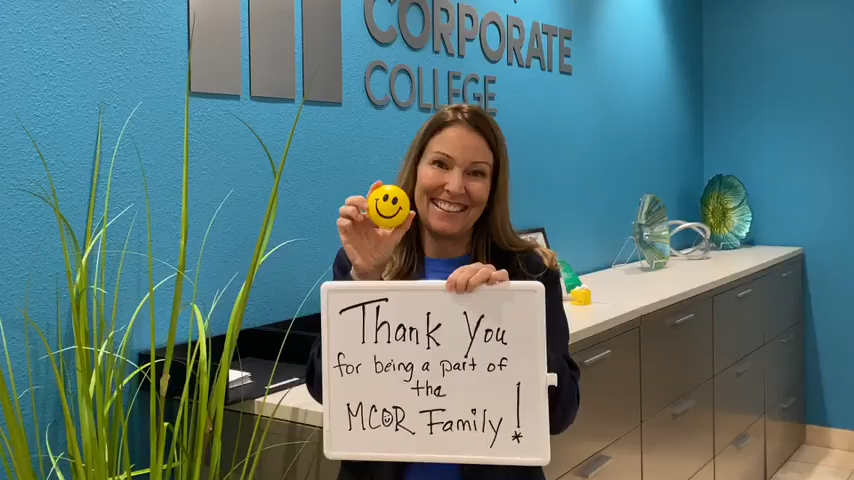 CORPORATE
COLLEGE
Thank You
for being a part of
the
MCOR Family!
*